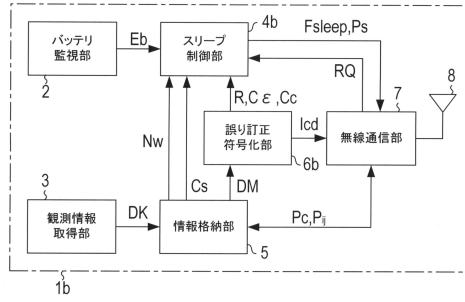 4b
バッテリ
監視部
2
Eb
スリープ
制御部
Fsleep,Ps
RQ
8
7
R,Cε,Cc
Nw
誤り訂正
符号化部
6b
Icd
無線通信部
Cs
DM
3
観測情報
取得部
DK
情報格納部
5
Pc,Pij
1b